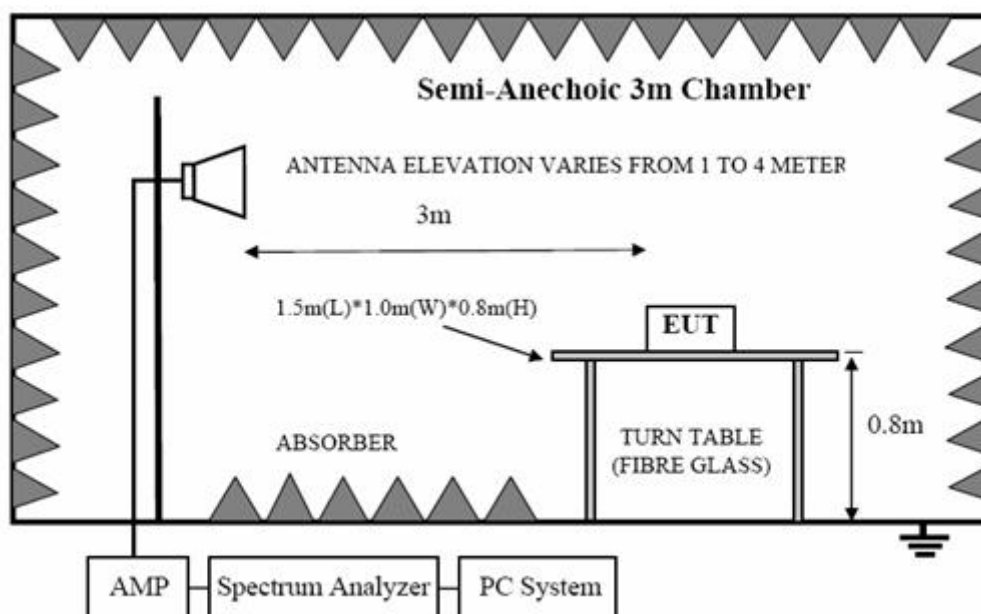 Semi-Anechoic 3m Chamber
ANTENNA ELEVATION VARIES FROM 1 TO 4 METER
3m
1.5m(L)*1.0m(W)*0.8m(H)
EUT
ABSORBER
TURN TABLE
(FIBRE GLASS)
0.8m
AMP
Spectrum Analyzer
PC System